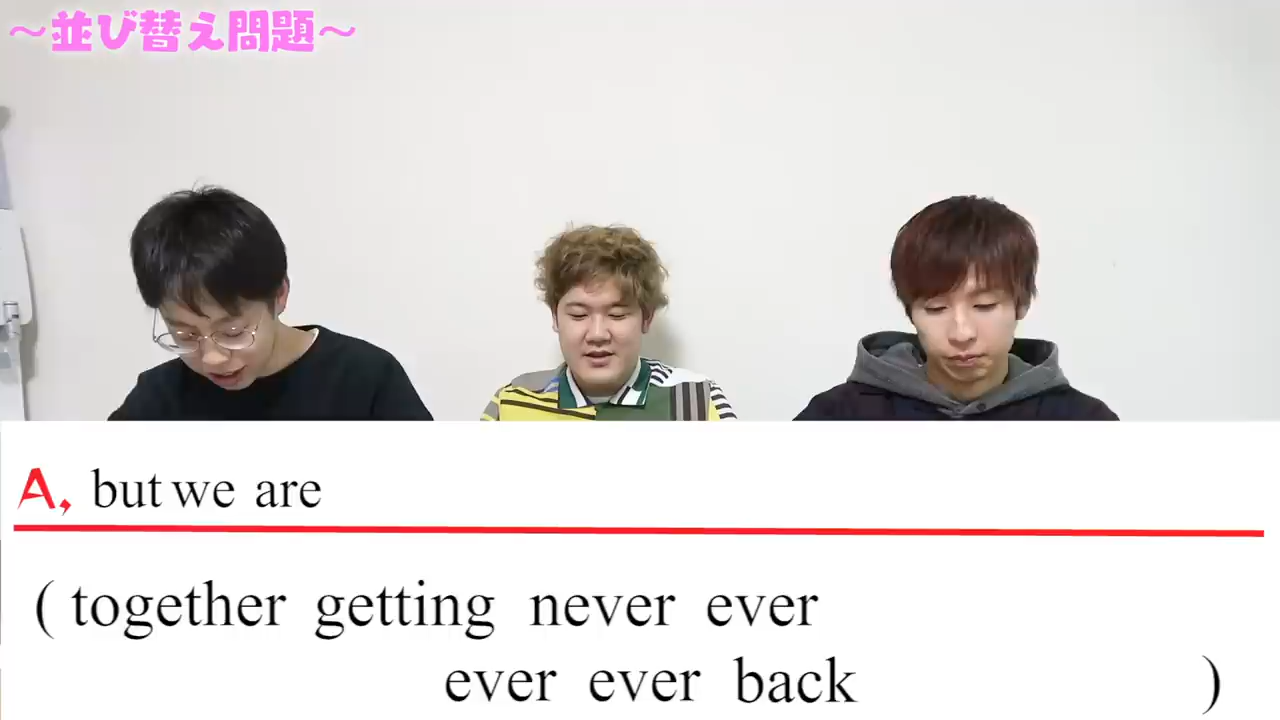 ～並び替え問題～
A, but we are
( together getting never ever
ever ever back )